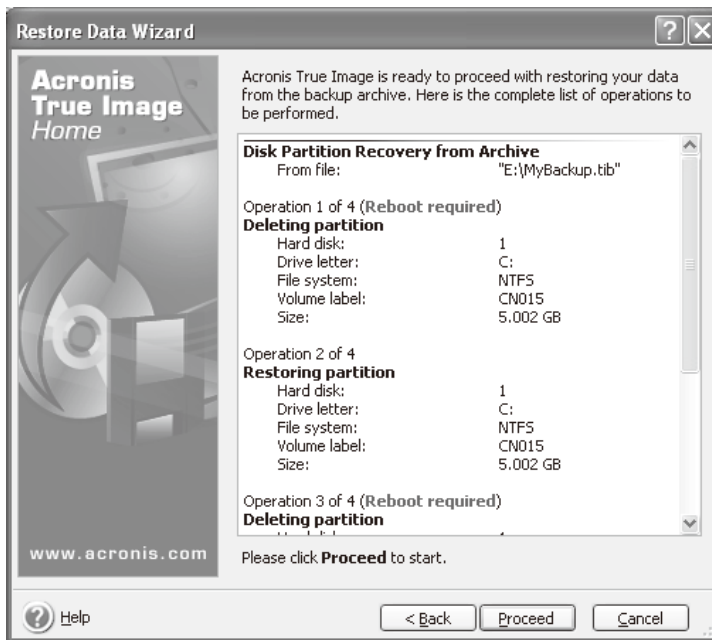 Restore Data Wizard
Acronis
True Image
Home
Acronis True Image is ready to proceed with restoring your data
from the backup archive. Here is the complete list of operations to
be performed.
Disk Partition Recovery from Archive
From file: "E:\MyBackup.tib"
Operation 1 of 4 (Reboot required)
Deleting partition
Hard disk: 1
Drive letter: C:
File system: NTFS
Volume label: CN015
Size: 5.002 GB
Operation 2 of 4
Restoring partition
Hard disk: 1
Drive letter: C:
File system: NTFS
Volume label: CN015
Size: 5.002 GB
Operation 3 of 4 (Reboot required)
Deleting partition
www.acronis.com
Please click Proceed to start.
Help
< Back
Proceed
Cancel